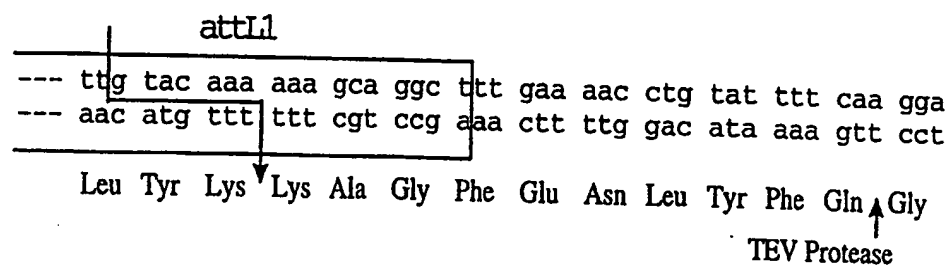 attL1
--- ttg tac aaa aaa gca ggc ttt gaa aac ctg tat ttt caa gga
--- aac atg ttt ttt cgt ccg aaa ctt ttg gac ata aaa gtt cct
Leu Tyr Lys Lys Ala Gly Phe Glu Asn Leu Tyr Phe Gln Gly
TEV Protease